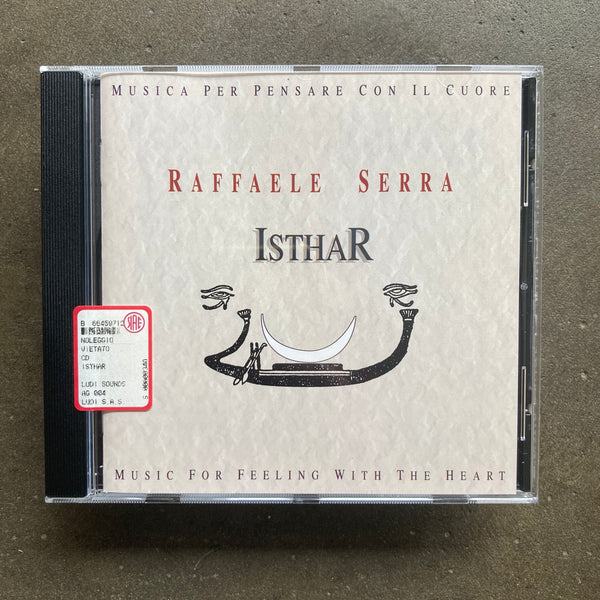 MUSICA PER PENSARE CON IL CUORE
RAFFAELE SERRA
ISTHAR
B 66459712
NOLEGGIO
VIETATO
CD
ISTHAR
LUDI SOUNDS
AG 004
LUDI S.A.S.
MUSIC FOR FEELING WITH THE HEART